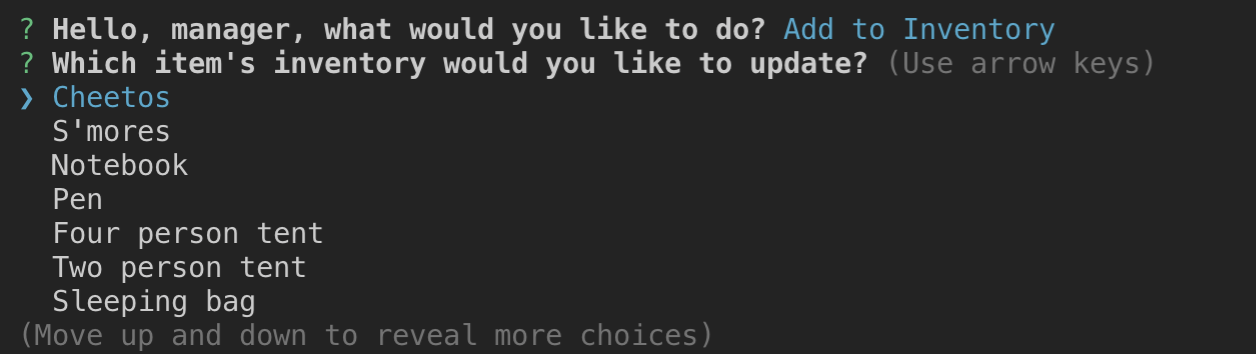 ? Hello, manager, what would you like to do? Add to Inventory
? Which item's inventory would you like to update? (Use arrow keys)
❯ Cheetos
S'mores
Notebook
Pen
Four person tent
Two person tent
Sleeping bag
(Move up and down to reveal more choices)